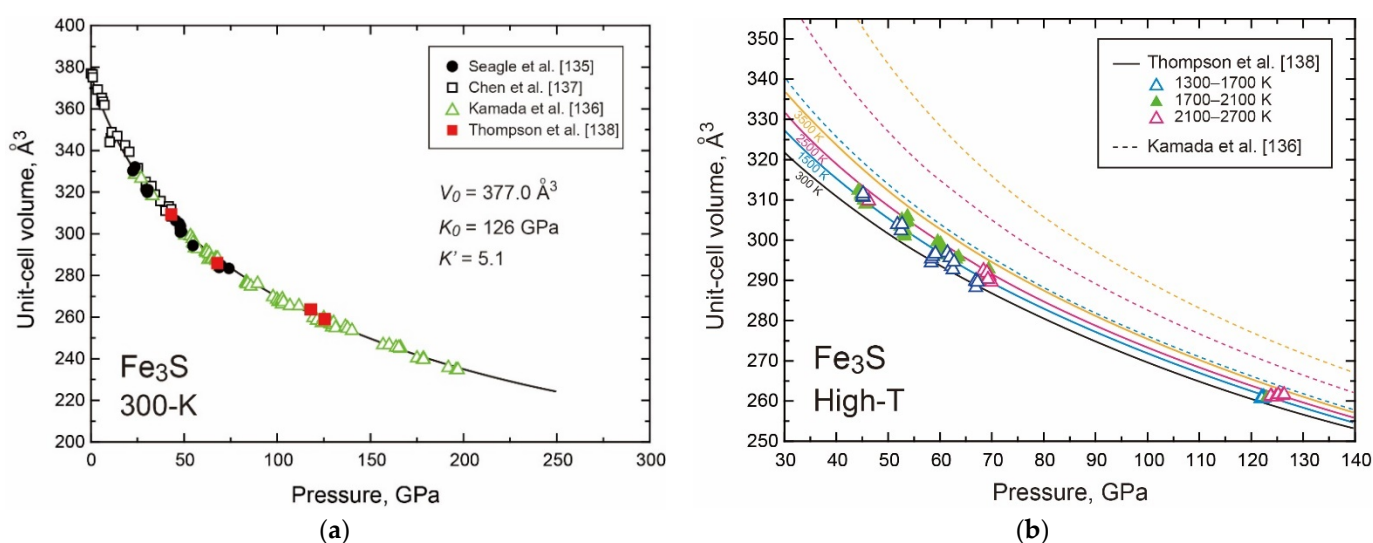 400
380
360
340
320
300
280
260
240
220
200
Unit-cell volume, Å³
0
50
100
150
200
250
300
Pressure, GPa
Seagle et al. [135]
Chen et al. [137]
Kamada et al. [136]
Thompson et al. [138]
V₀ = 377.0 Å³
K₀ = 126 GPa
K' = 5.1
Fe₃S
300-K
(a)
350
340
330
320
310
300
290
280
270
260
250
Unit-cell volume, Å³
30
40
50
60
70
80
90
100
110
120
130
140
Pressure, GPa
Thompson et al. [138]
1300–1700 K
1700–2100 K
2100–2700 K
Kamada et al. [136]
3500 K
2500 K
1500 K
300 K
Fe₃S
High-T
(b)